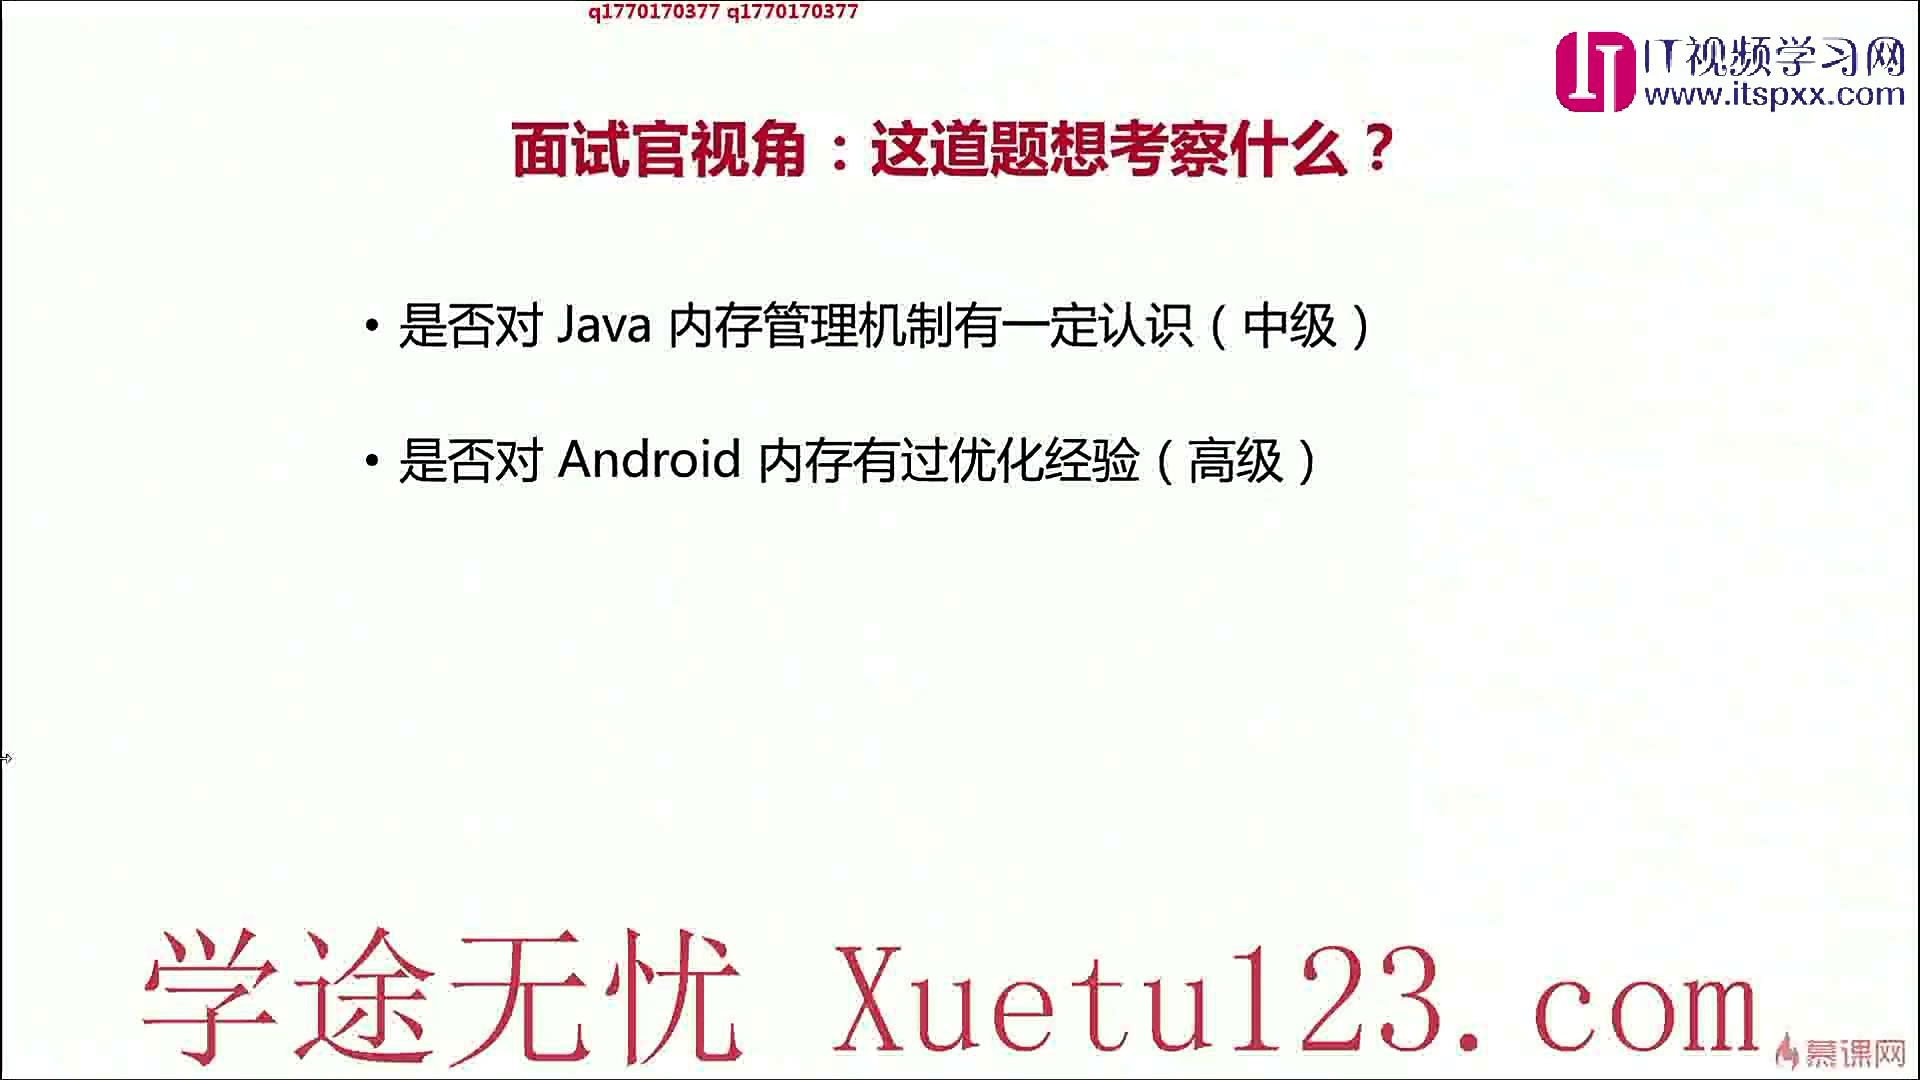 q1770170377 q1770170377
IT视频学习网
www.itspxx.com
面试官视角：这道题想考察什么？
• 是否对 Java 内存管理机制有一定认识（中级）
• 是否对 Android 内存有过优化经验（高级）
学途无忧 Xuetu123.com
慕课网